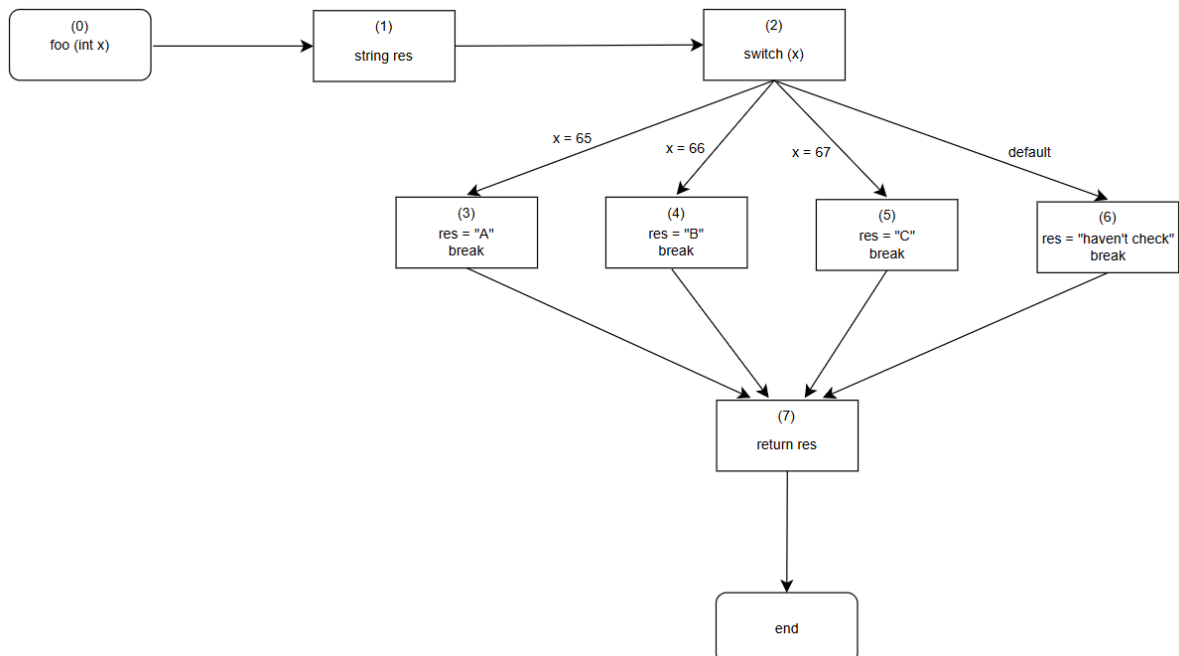 (0)
foo (int x)
(1)
string res
(2)
switch (x)
x = 65
x = 66
x = 67
default
(3)
res = "A"
break
(4)
res = "B"
break
(5)
res = "C"
break
(6)
res = "haven't check"
break
(7)
return res
end